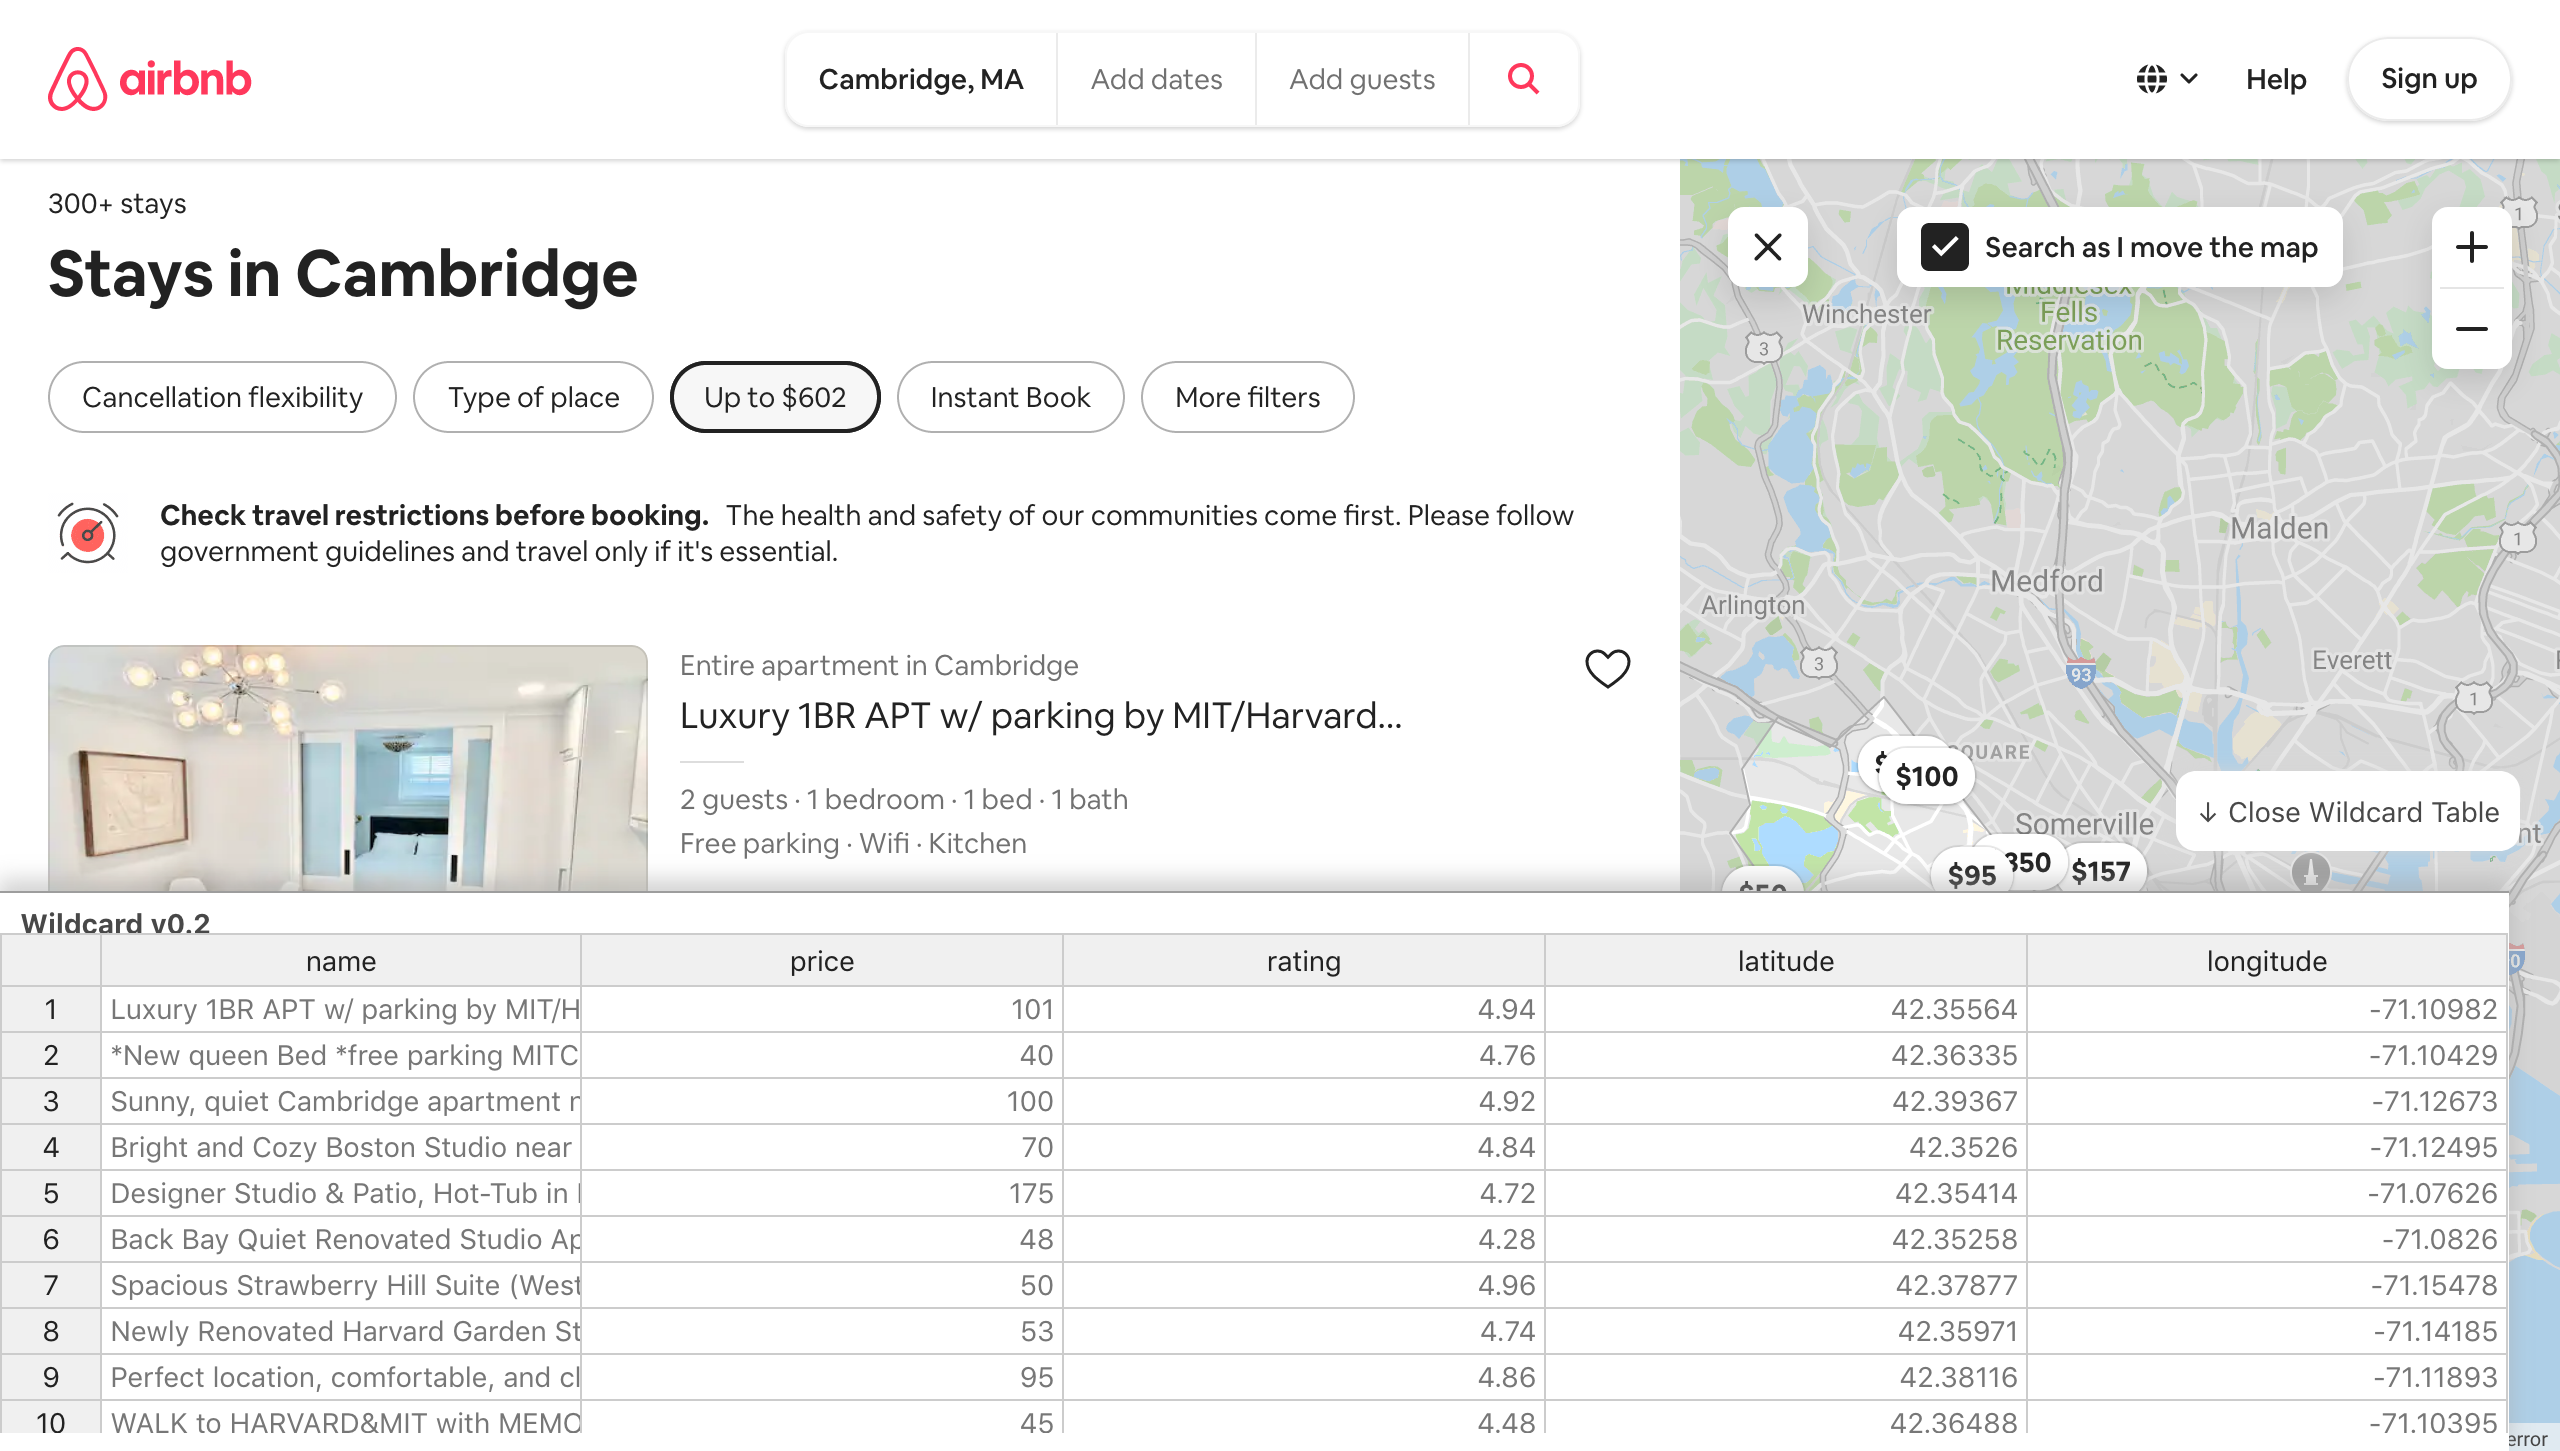 airbnb
Cambridge, MA
Add dates
Add guests
Help
Sign up
300+ stays
Stays in Cambridge
Cancellation flexibility
Type of place
Up to $602
Instant Book
More filters
Check travel restrictions before booking. The health and safety of our communities come first. Please follow
government guidelines and travel only if it's essential.
Entire apartment in Cambridge
Luxury 1BR APT w/ parking by MIT/Harvard...
2 guests · 1 bedroom · 1 bed · 1 bath
Free parking · Wifi · Kitchen
Search as I move the map
1
Winchester
Fells
Reservation
3
Malden
1
Medford
Arlington
3
93
Everett
1
$100
Somerville
↓ Close Wildcard Table
$95
$157
Wildcard v0.2
name price rating latitude longitude
1 Luxury 1BR APT w/ parking by MIT/H 101 4.94 42.35564 -71.10982
2 *New queen Bed *free parking MITC 40 4.76 42.36335 -71.10429
3 Sunny, quiet Cambridge apartment 100 4.92 42.39367 -71.12673
4 Bright and Cozy Boston Studio near 70 4.84 42.3526 -71.12495
5 Designer Studio & Patio, Hot-Tub in 175 4.72 42.35414 -71.07626
6 Back Bay Quiet Renovated Studio Ap 48 4.28 42.35258 -71.0826
7 Spacious Strawberry Hill Suite (West 50 4.96 42.37877 -71.15478
8 Newly Renovated Harvard Garden St 53 4.74 42.35971 -71.14185
9 Perfect location, comfortable, and cl 95 4.86 42.38116 -71.11893
10 WALK to HARVARD&MIT with MEMO 45 4.48 42.36488 -71.10395
error